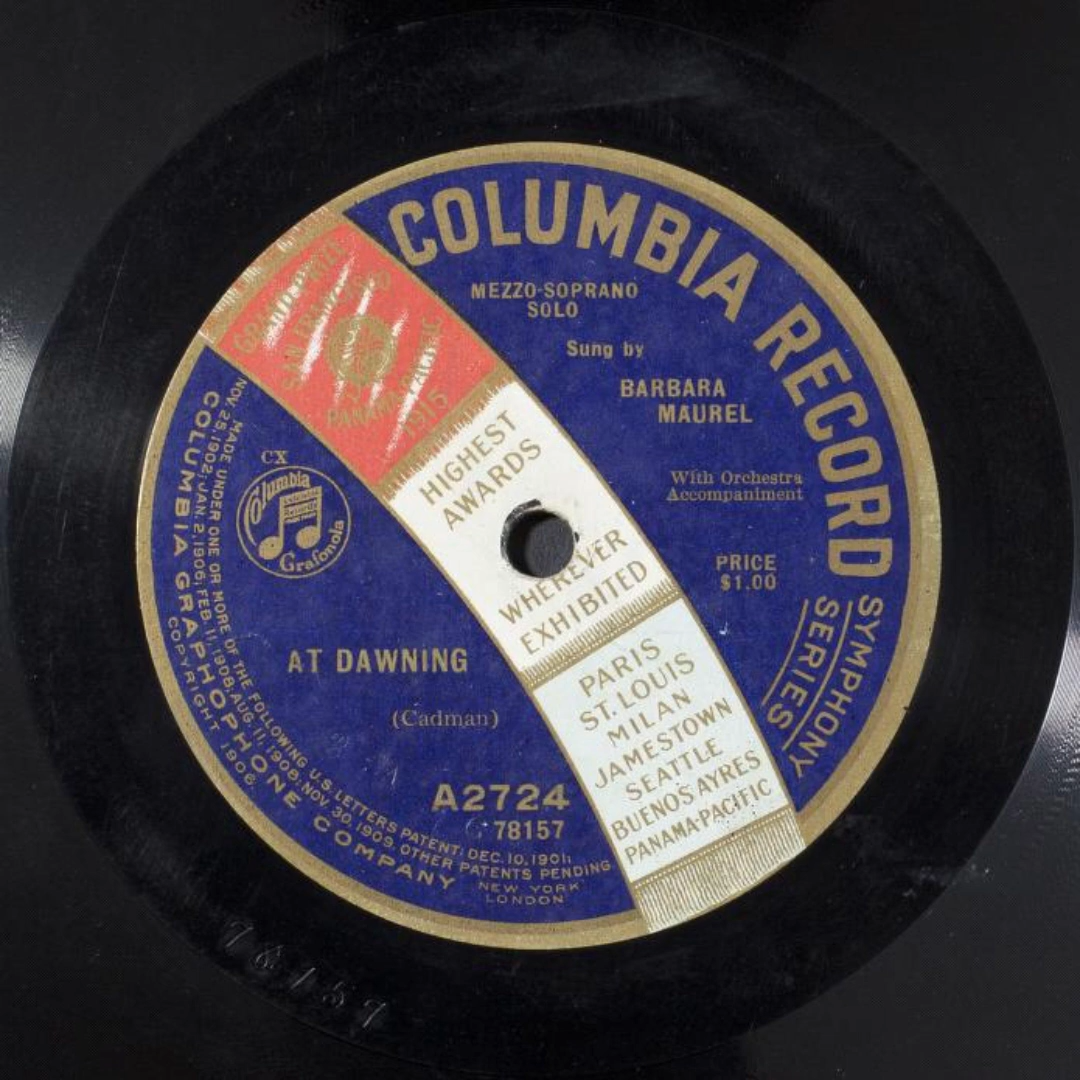 COLUMBIA RECORD
SYMPHONY
SERIES
MEZZO-SOPRANO
SOLO
Sung by
BARBARA
MAUREL
With Orchestra
Accompaniment
PRICE
$1.00
GRAND PRIZE
SAN FRANCISCO
PANAMA-PACIFIC
1915
HIGHEST
AWARDS
WHEREVER
EXHIBITED
PARIS
ST. LOUIS
MILAN
JAMESTOWN
SEATTLE
BUENOS AYRES
PANAMA-PACIFIC
CX
Columbia
Records
Grafonola
AT DAWNING
(Cadman)
A2724
78157
MADE UNDER ONE OR MORE OF THE FOLLOWING U.S. LETTERS PATENT: DEC. 10, 1901;
NOV. 25, 1902; JAN. 2, 1906; FEB. 11, 1908; AUG. 11, 1908; NOV. 30, 1909. OTHER PATENTS PENDING
COLUMBIA GRAPHOPHONE COMPANY
NEW YORK
LONDON
COPYRIGHT 1906.
78157